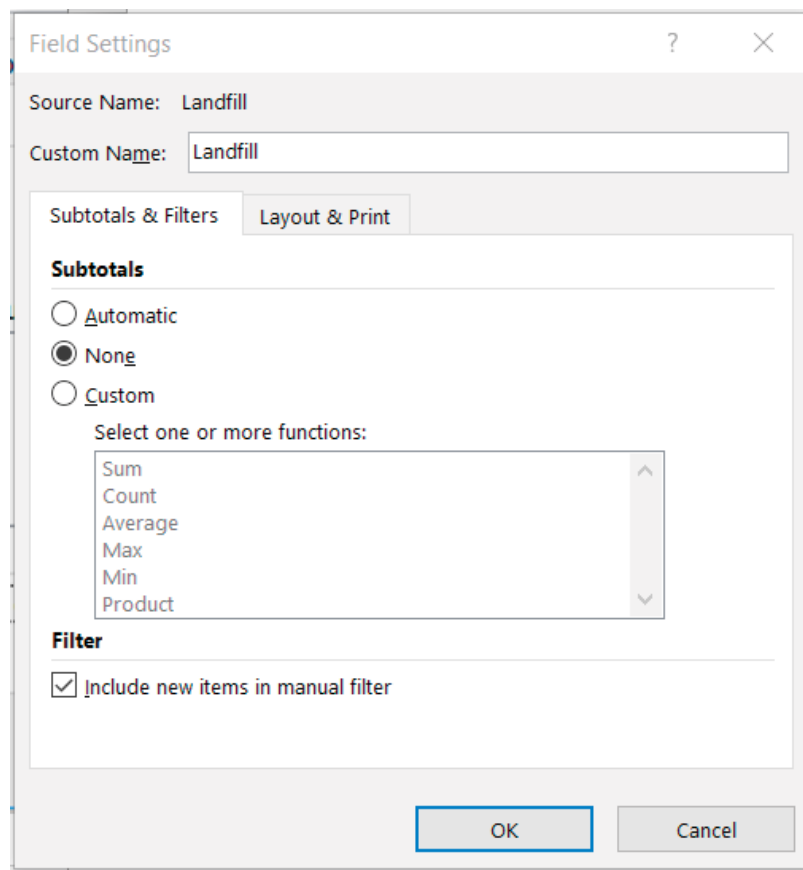 Field Settings
?
Source Name: Landfill
Custom Name: Landfill
Subtotals & Filters
Layout & Print
Subtotals
Automatic
None
Custom
Select one or more functions:
Sum
Count
Average
Max
Min
Product
Filter
Include new items in manual filter
OK
Cancel